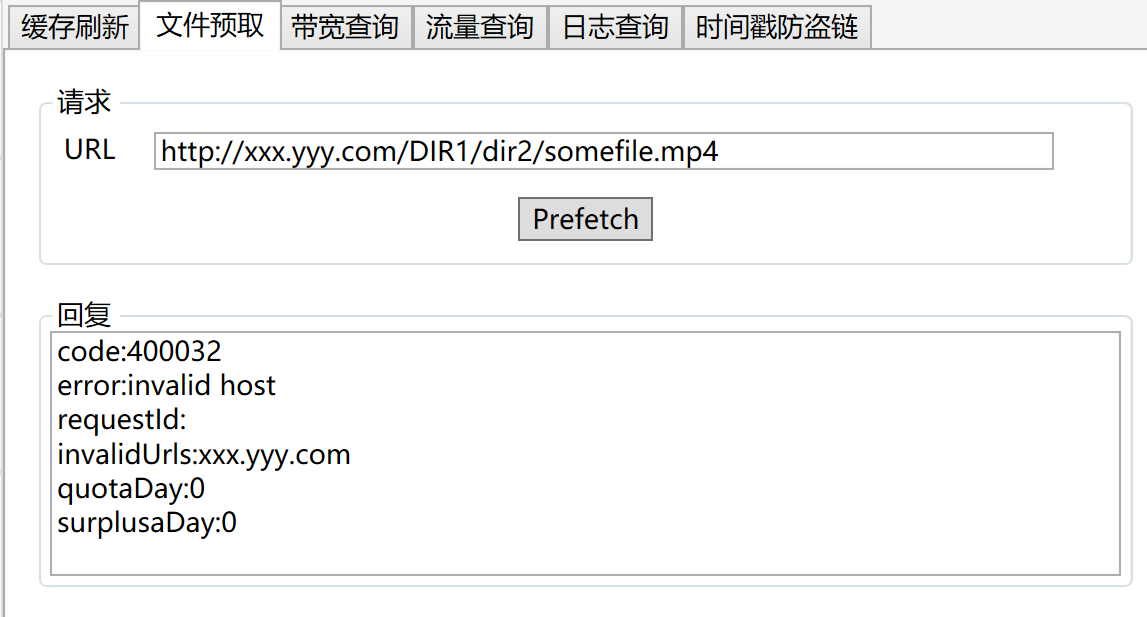 缓存刷新 文件预取 带宽查询 流量查询 日志查询 时间戳防盗链
请求
URL http://xxx.yyy.com/DIR1/dir2/somefile.mp4
Prefetch
回复
code:400032
error:invalid host
requestId:
invalidUrls:xxx.yyy.com
quotaDay:0
surplusaDay:0